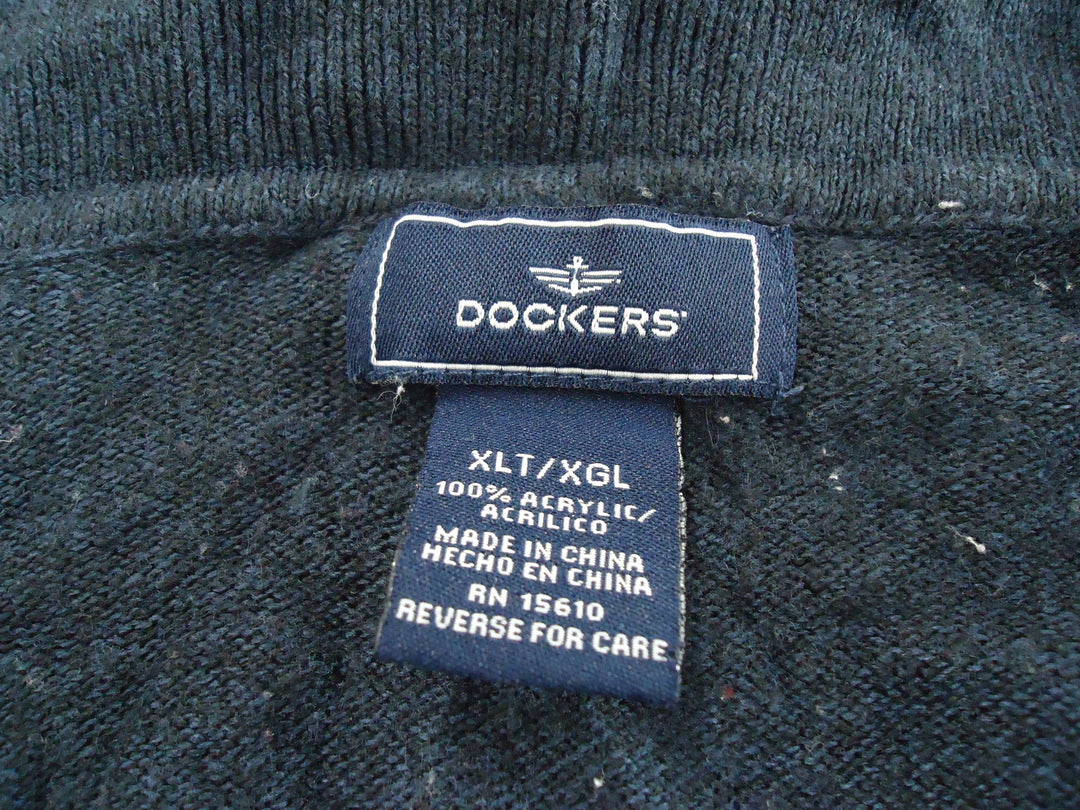 DOCKERS
XLT/XGL
100% ACRYLIC/
ACRILICO
MADE IN CHINA
HECHO EN CHINA
RN 15610
REVERSE FOR CARE